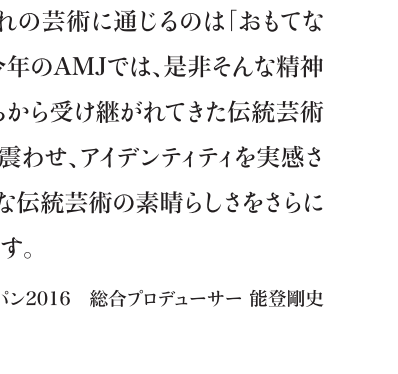 れの芸術に通じるのは「おもてな
今年のAMJでは、是非そんな精神
から受け継がれてきた伝統芸術
震わせ、アイデンティティを実感さ
な伝統芸術の素晴らしさをさらに
す。
パン2016　総合プロデューサー 能登剛史